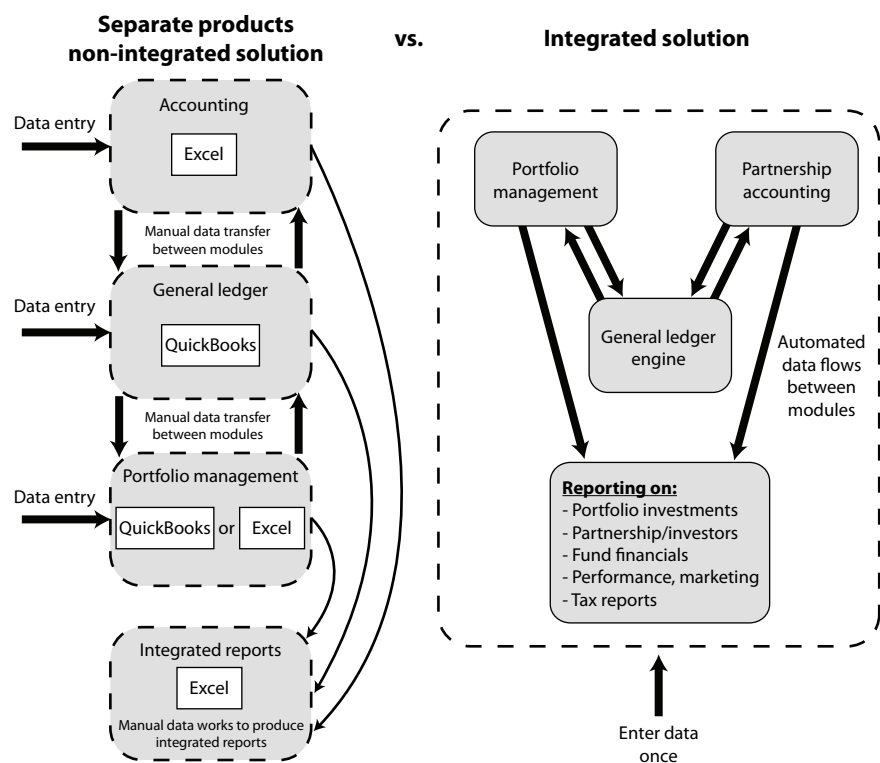 Separate products
non-integrated solution
vs.
Integrated solution
Accounting
Data entry
Excel
Manual data transfer
between modules
General ledger
Data entry
QuickBooks
Manual data transfer
between modules
Portfolio management
Data entry
QuickBooks or Excel
Integrated reports
Excel
Manual data works to produce
integrated reports
Portfolio
management
Partnership
accounting
General ledger
engine
Automated
data flows
between
modules
Reporting on:
- Portfolio investments
- Partnership/investors
- Fund financials
- Performance, marketing
- Tax reports
Enter data
once